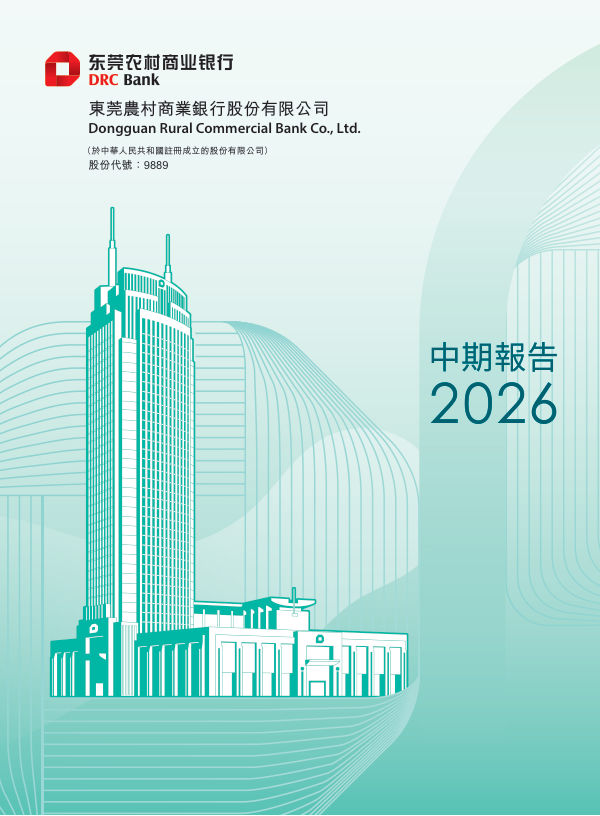 东莞农村商业银行
DRC Bank
東莞農村商業銀行股份有限公司
Dongguan Rural Commercial Bank Co., Ltd.
(於中華人民共和國註冊成立的股份有限公司)
股份代號：9889
中期報告
2026